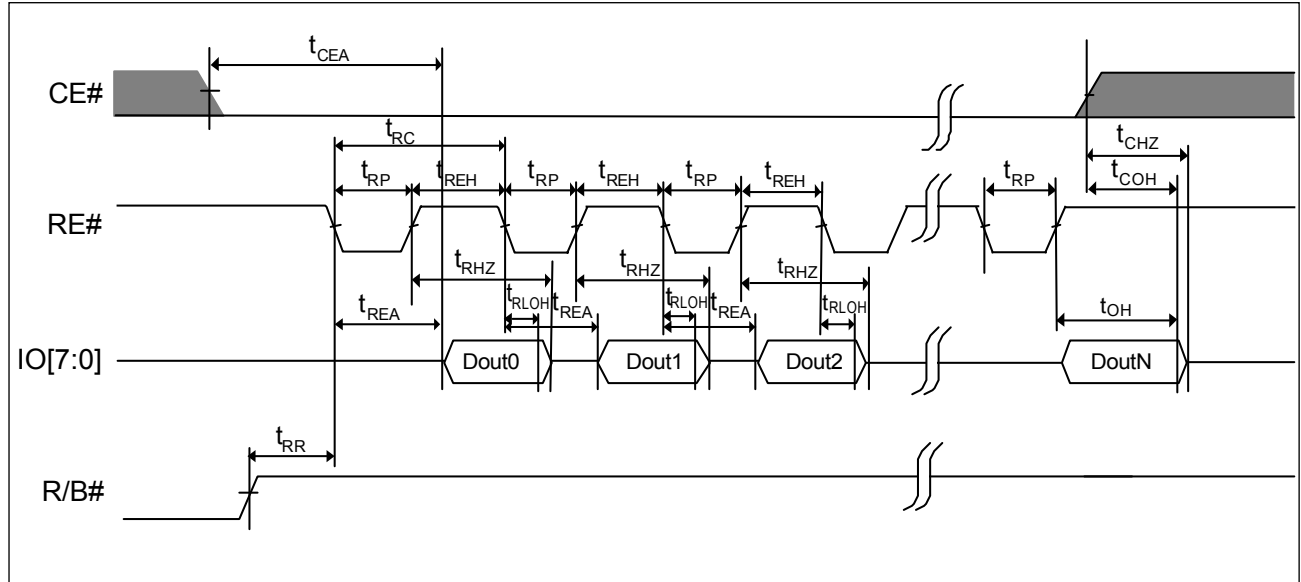 tCEA
CE#
tRC
tCHZ
tRP tREH tRP tREH tRP tREH tRP tCOH
RE#
tRHZ tRHZ tRHZ
tREA tRLOH tREA tRLOH tREA tRLOH tOH
IO[7:0] Dout0 Dout1 Dout2 DoutN
tRR
R/B#